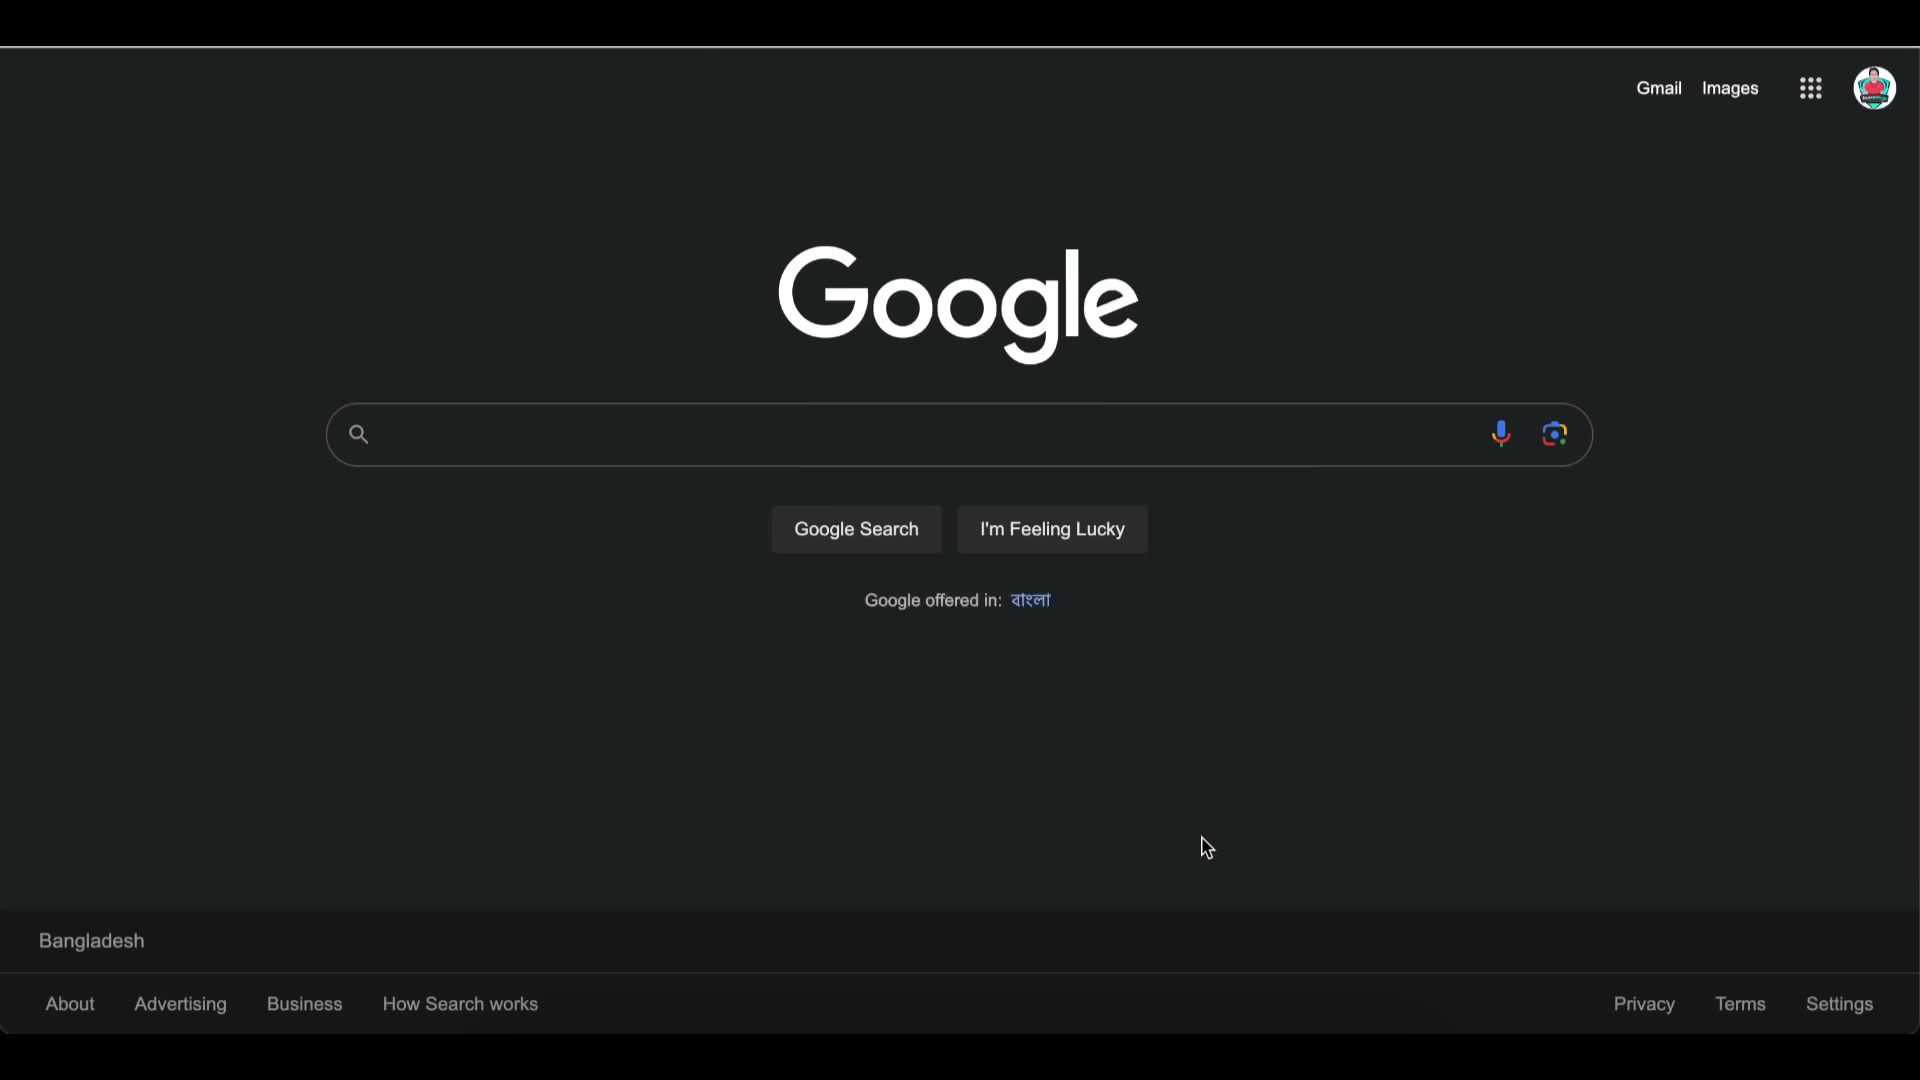 Gmail Images
Google
Google Search I'm Feeling Lucky
Google offered in: বাংলা
Bangladesh
About Advertising Business How Search works Privacy Terms Settings